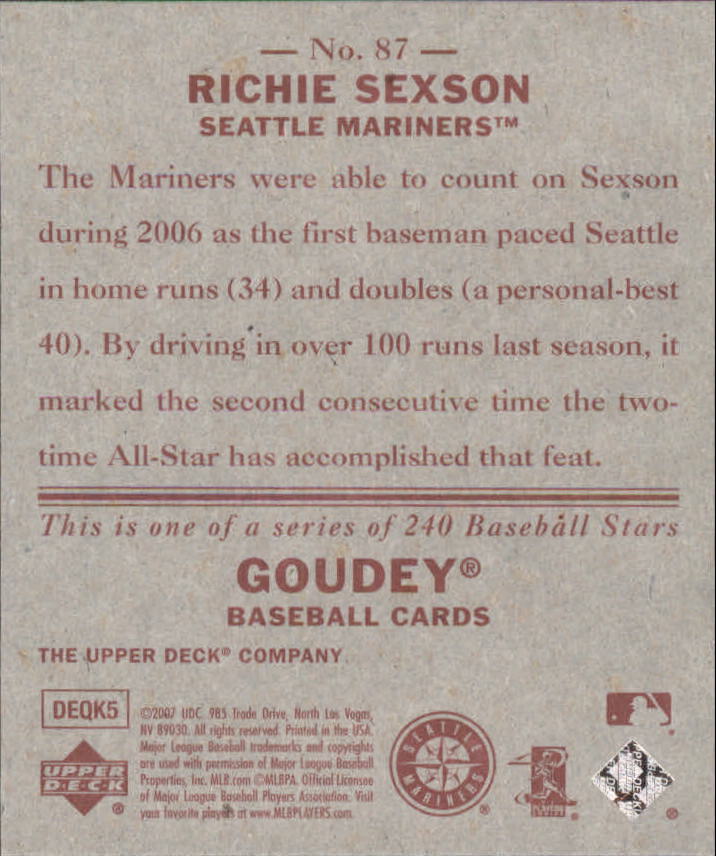 — No. 87 —
RICHIE SEXSON
SEATTLE MARINERS™
The Mariners were able to count on Sexson
during 2006 as the first baseman paced Seattle
in home runs (34) and doubles (a personal-best
40). By driving in over 100 runs last season, it
marked the second consecutive time the two-
time All-Star has accomplished that feat.
This is one of a series of 240 Baseball Stars
GOUDEY®
BASEBALL CARDS
THE UPPER DECK® COMPANY
DEQK5
©2007 UDC. 985 Trade Drive, North Las Vegas,
NV 89030. All rights reserved. Printed in the USA.
Major League Baseball trademarks and copyrights
are used with permission of Major League Baseball
Properties, Inc. MLB.com ©MLBPA. Official Licensee
of Major League Baseball Players Association. Visit
your favorite players at www.MLBPLAYERS.com
UPPER
DECK
®
SEATTLE
MARINERS
®
PLAYERS
CHOICE
®